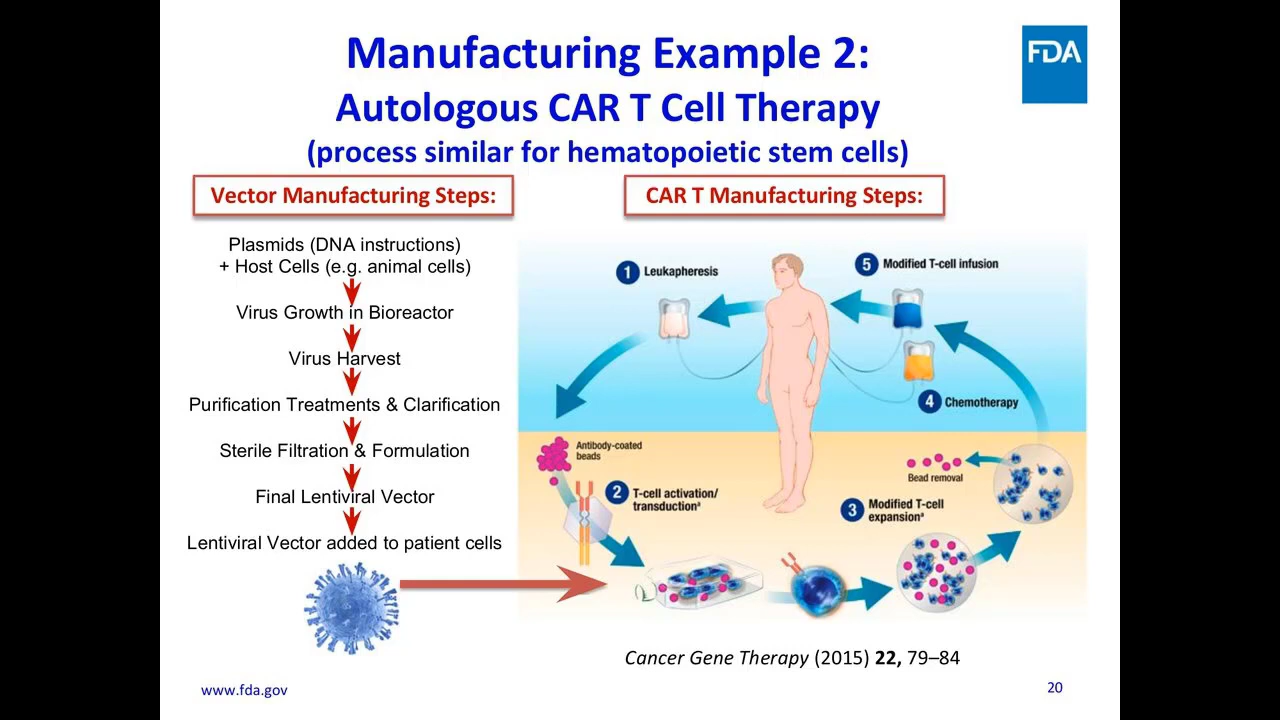 Manufacturing Example 2:
Autologous CAR T Cell Therapy
(process similar for hematopoietic stem cells)
FDA
Vector Manufacturing Steps:
Plasmids (DNA instructions)
+ Host Cells (e.g. animal cells)
Virus Growth in Bioreactor
Virus Harvest
Purification Treatments & Clarification
Sterile Filtration & Formulation
Final Lentiviral Vector
Lentiviral Vector added to patient cells
CAR T Manufacturing Steps:
1 Leukapheresis
Antibody-coated
beads
2 T-cell activation/
transductionª
3 Modified T-cell
expansionª
Bead removal
4 Chemotherapy
5 Modified T-cell infusion
Cancer Gene Therapy (2015) 22, 79–84
www.fda.gov
20